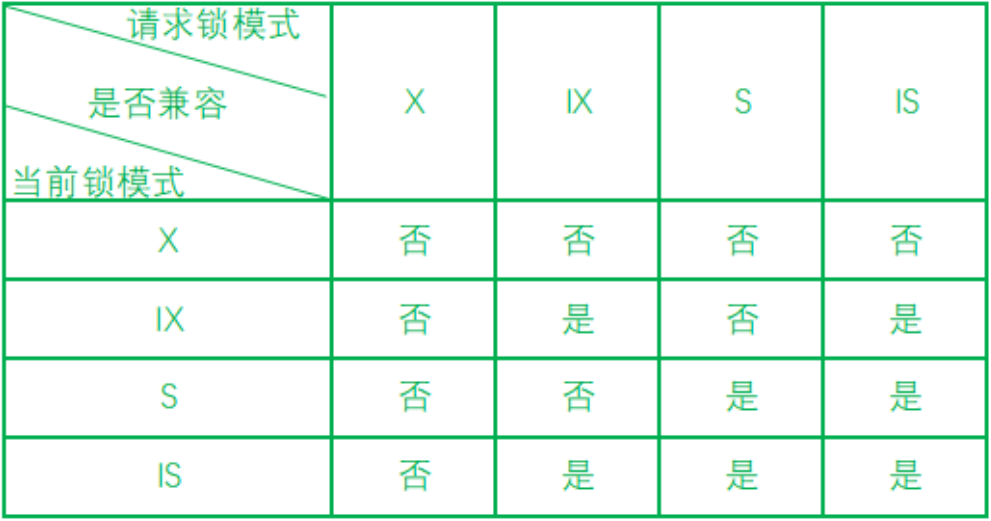 请求锁模式
是否兼容
当前锁模式
X IX S IS
X 否 否 否 否
IX 否 是 否 是
S 否 否 是 是
IS 否 是 是 是